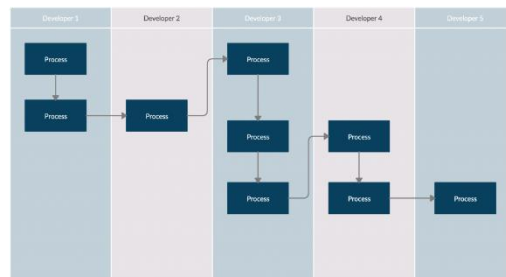 Developer 1
Developer 2
Developer 3
Developer 4
Developer 5
Process
Process
Process
Process
Process
Process
Process
Process
Process